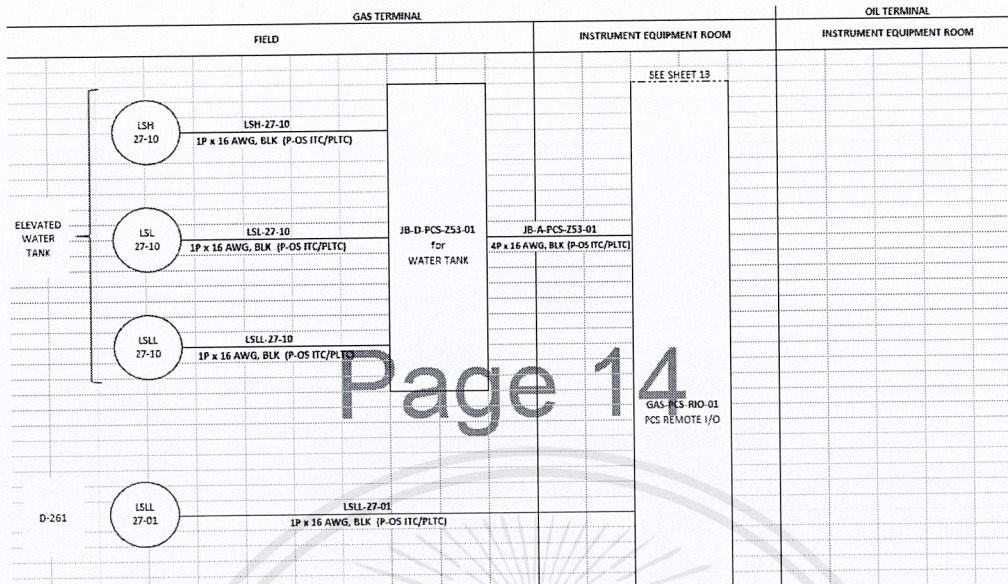 GAS TERMINAL
OIL TERMINAL
FIELD
INSTRUMENT EQUIPMENT ROOM
INSTRUMENT EQUIPMENT ROOM
SEE SHEET 13
LSH
27-10
LSH-27-10
1P x 16 AWG, BLK (P-OS ITC/PLTC)
ELEVATED
WATER
TANK
LSL
27-10
LSL-27-10
1P x 16 AWG, BLK (P-OS ITC/PLTC)
JB-D-PCS-Z53-01
for
WATER TANK
JB-A-PCS-Z53-01
4P x 16 AWG, BLK (P-OS ITC/PLTC)
LSLL
27-10
LSLL-27-10
1P x 16 AWG, BLK (P-OS ITC/PLTC)
Page 14
GAS-PCS-RIO-01
PCS REMOTE I/O
D-261
LSLL
27-01
LSLL-27-01
1P x 16 AWG, BLK (P-OS ITC/PLTC)